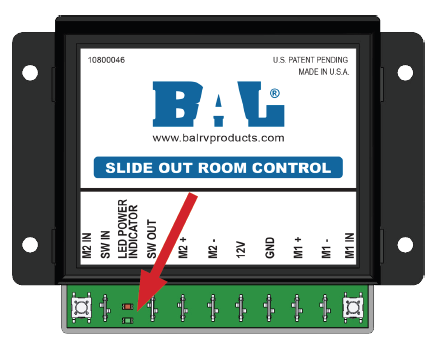 10800046
U.S. PATENT PENDING
MADE IN U.S.A.
BAL®
www.balrvproducts.com
SLIDE OUT ROOM CONTROL
M2 IN
SW IN
LED POWER
INDICATOR
SW OUT
M2 +
M2 -
12V
GND
M1 +
M1 -
M1 IN